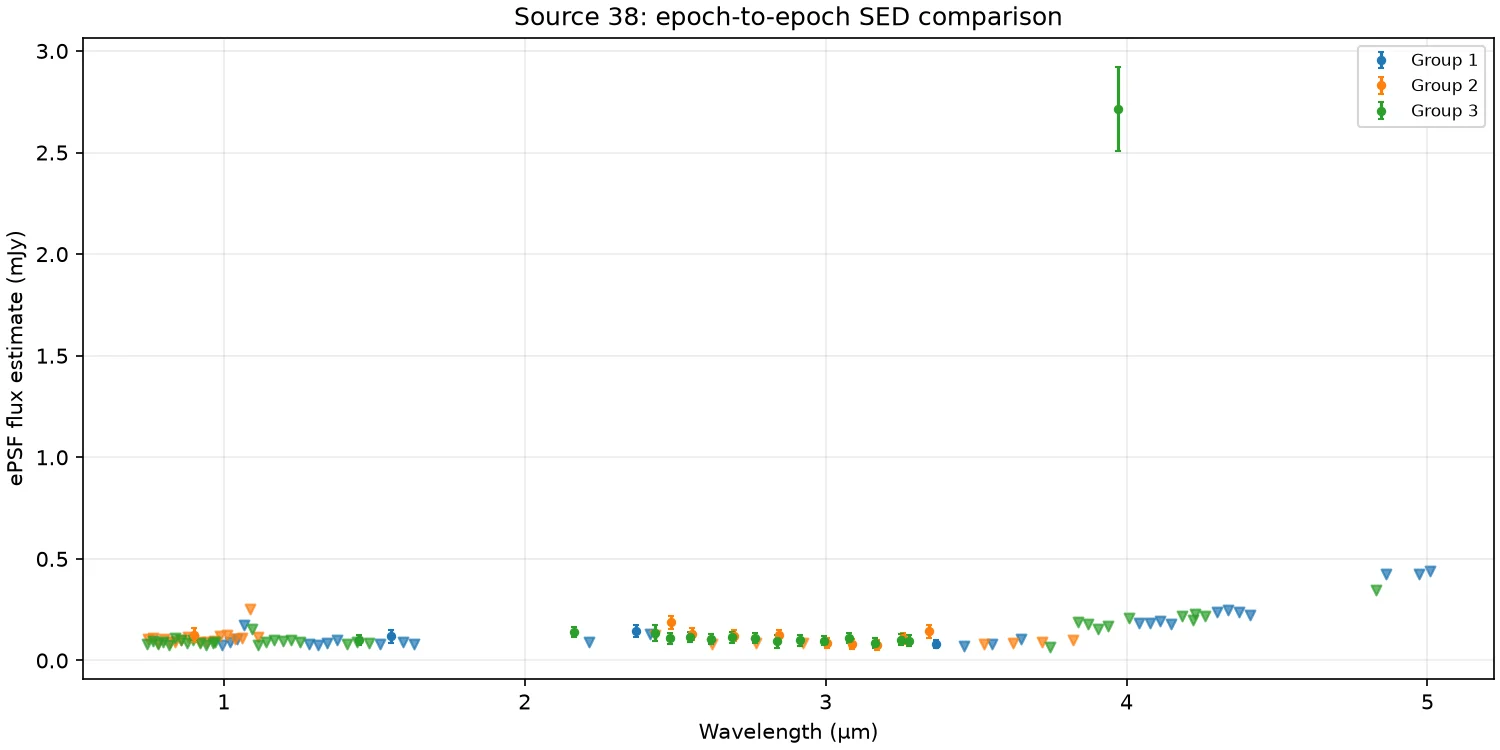 Source 38: epoch-to-epoch SED comparison
Group 1
Group 2
Group 3
ePSF flux estimate (mJy)
3.0
2.5
2.0
1.5
1.0
0.5
0.0
1 2 3 4 5
Wavelength (µm)